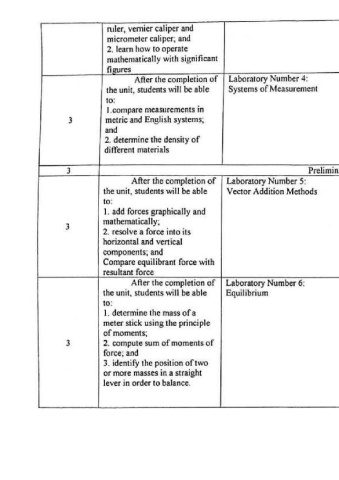 ruler, vernier caliper and
micrometer caliper; and
2. learn how to operate
mathematically with significant
figures
3
After the completion of
the unit, students will be able
to:
1.compare measurements in
metric and English systems;
and
2. determine the density of
different materials
Laboratory Number 4:
Systems of Measurement
3
Prelimin
3
After the completion of
the unit, students will be able
to:
1. add forces graphically and
mathematically;
2. resolve a force into its
horizontal and vertical
components; and
Compare equilibrant force with
resultant force
Laboratory Number 5:
Vector Addition Methods
3
After the completion of
the unit, students will be able
to:
1. determine the mass of a
meter stick using the principle
of moments;
2. compute sum of moments of
force; and
3. identify the position of two
or more masses in a straight
lever in order to balance.
Laboratory Number 6:
Equilibrium